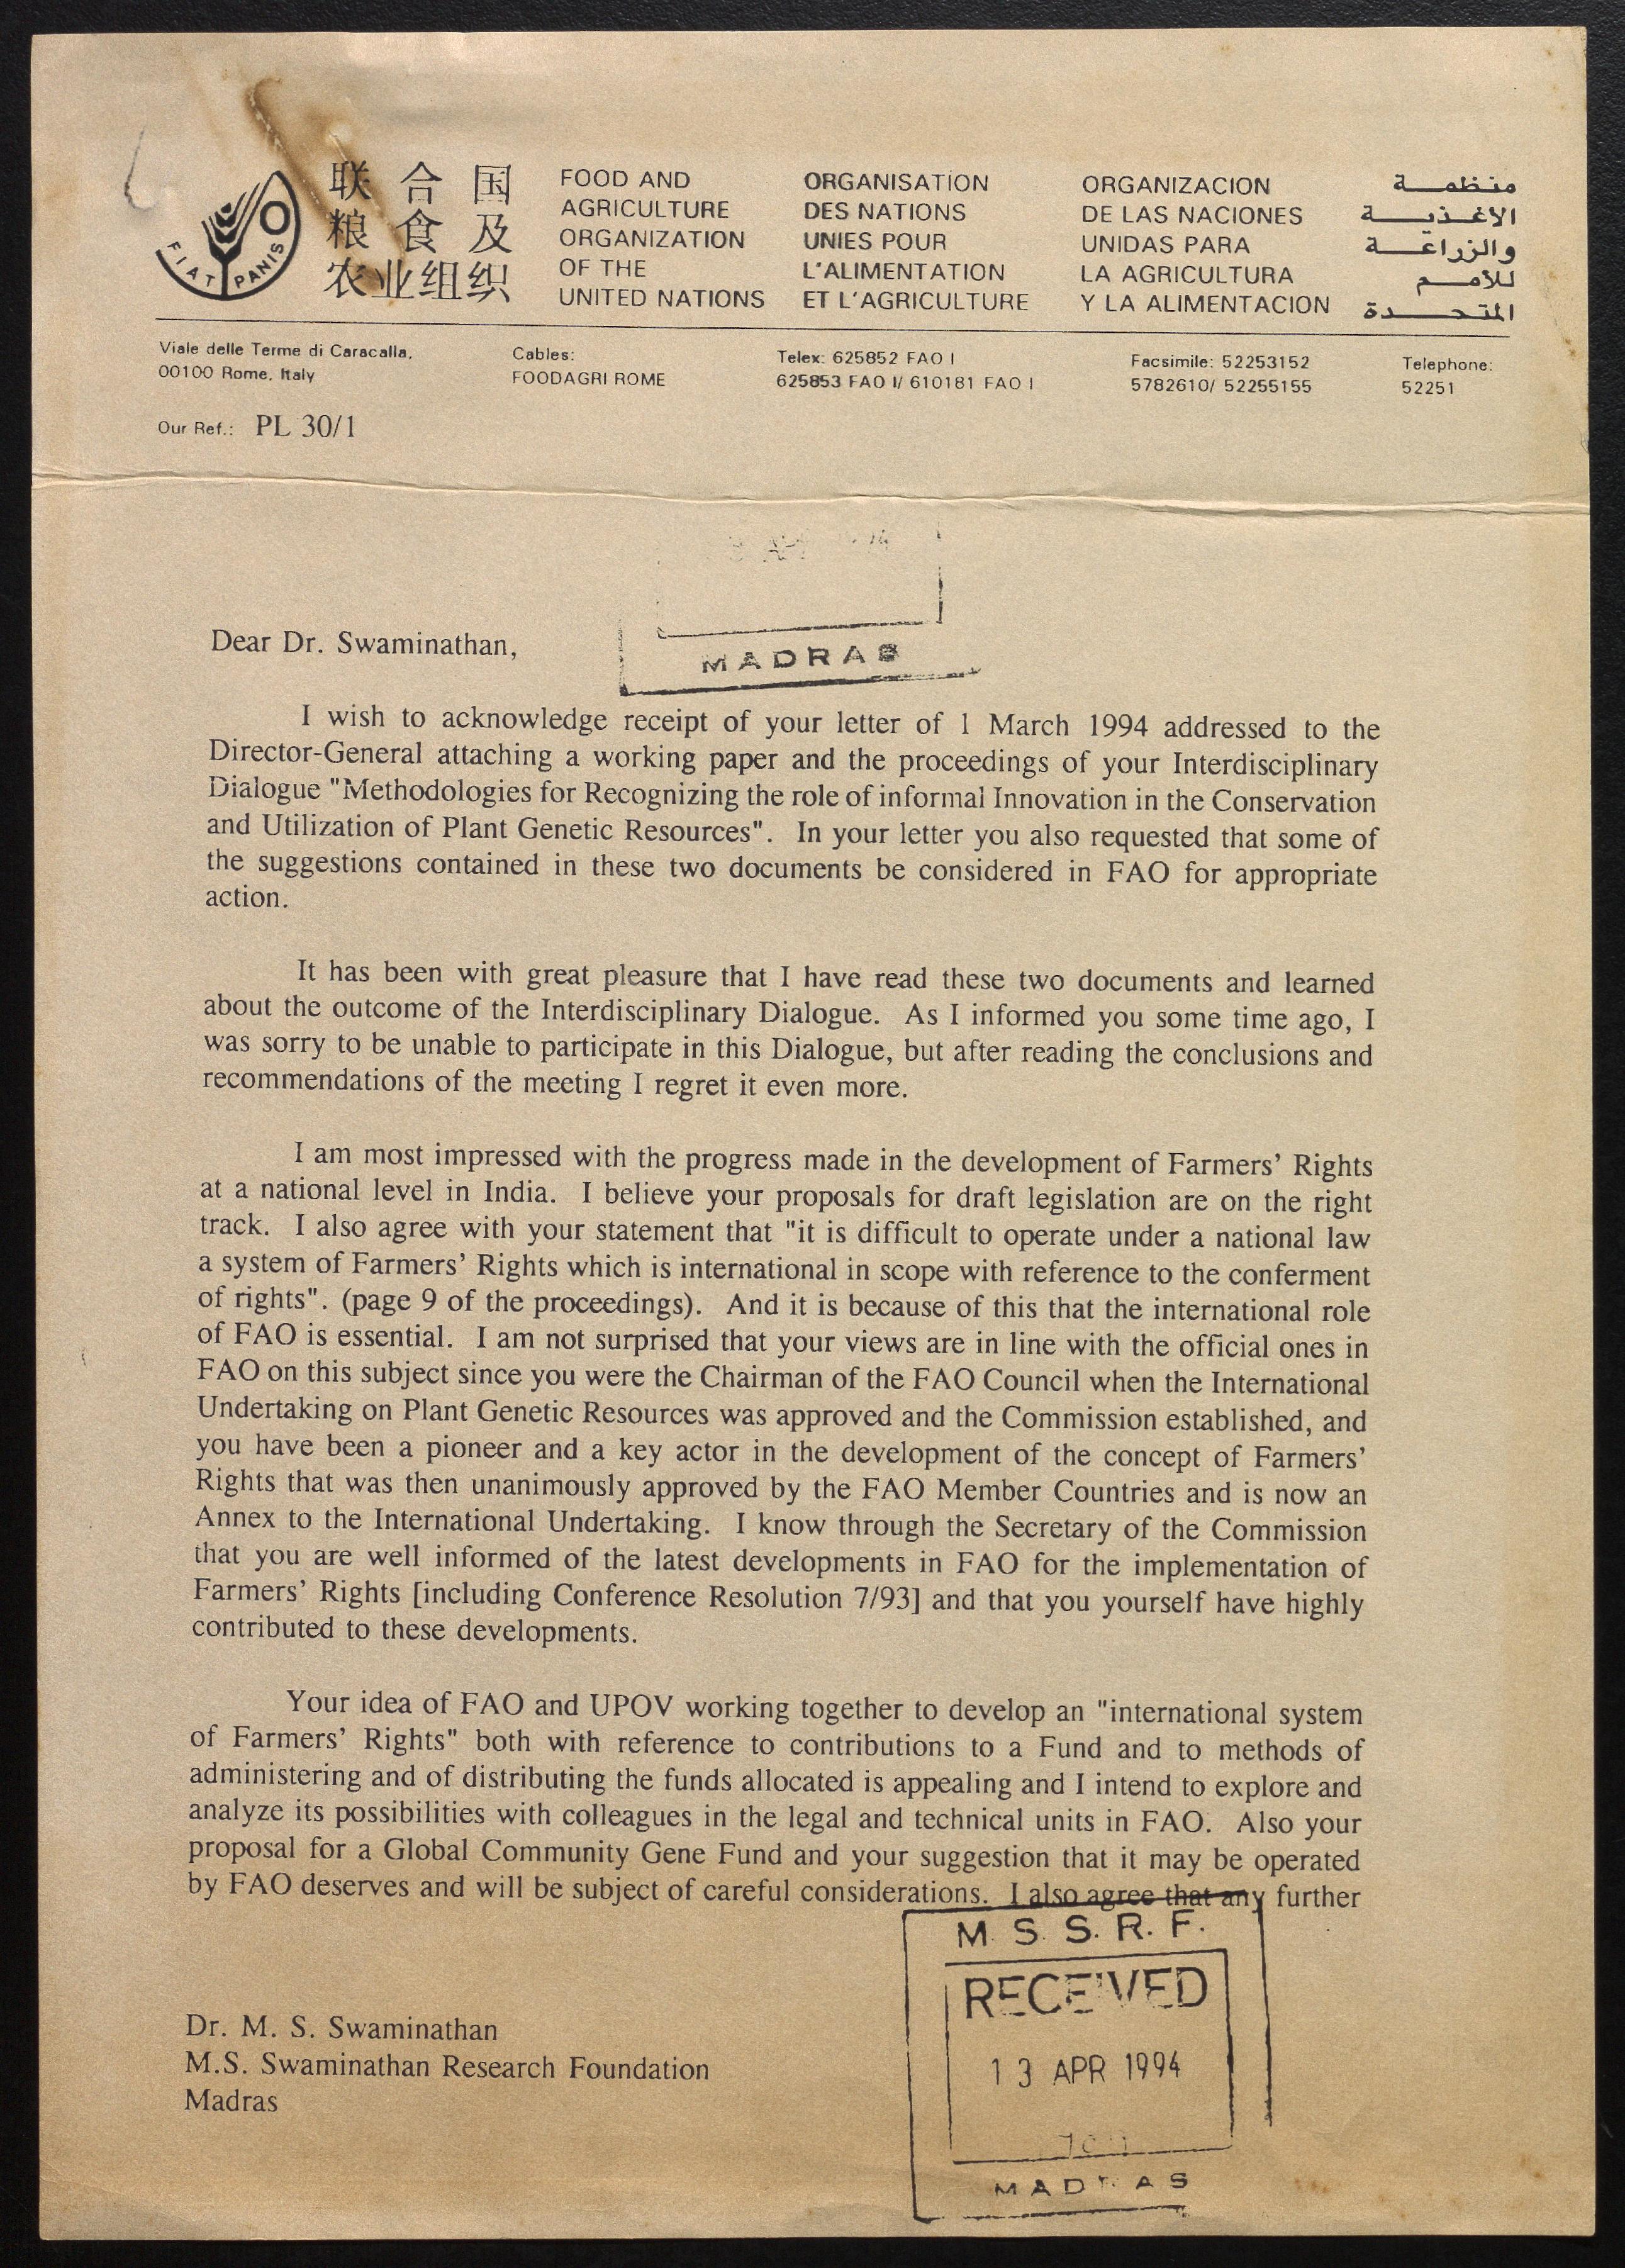 联合国
粮食及
农业组织
FIAT PANIS
FOOD AND
AGRICULTURE
ORGANIZATION
OF THE
UNITED NATIONS
ORGANISATION
DES NATIONS
UNIES POUR
L'ALIMENTATION
ET L'AGRICULTURE
ORGANIZACION
DE LAS NACIONES
UNIDAS PARA
LA AGRICULTURA
Y LA ALIMENTACION
منظمة
الأغذية
والزراعة
للأمم
المتحدة
Viale delle Terme di Caracalla,
00100 Rome, Italy
Cables:
FOODAGRI ROME
Telex: 625852 FAO I
625853 FAO I/ 610181 FAO I
Facsimile: 52253152
5782610/ 52255155
Telephone:
52251
Our Ref.: PL 30/1
MADRAS
Dear Dr. Swaminathan,
I wish to acknowledge receipt of your letter of 1 March 1994 addressed to the
Director-General attaching a working paper and the proceedings of your Interdisciplinary
Dialogue "Methodologies for Recognizing the role of informal Innovation in the Conservation
and Utilization of Plant Genetic Resources". In your letter you also requested that some of
the suggestions contained in these two documents be considered in FAO for appropriate
action.
It has been with great pleasure that I have read these two documents and learned
about the outcome of the Interdisciplinary Dialogue. As I informed you some time ago, I
was sorry to be unable to participate in this Dialogue, but after reading the conclusions and
recommendations of the meeting I regret it even more.
I am most impressed with the progress made in the development of Farmers' Rights
at a national level in India. I believe your proposals for draft legislation are on the right
track. I also agree with your statement that "it is difficult to operate under a national law
a system of Farmers' Rights which is international in scope with reference to the conferment
of rights". (page 9 of the proceedings). And it is because of this that the international role
of FAO is essential. I am not surprised that your views are in line with the official ones in
FAO on this subject since you were the Chairman of the FAO Council when the International
Undertaking on Plant Genetic Resources was approved and the Commission established, and
you have been a pioneer and a key actor in the development of the concept of Farmers'
Rights that was then unanimously approved by the FAO Member Countries and is now an
Annex to the International Undertaking. I know through the Secretary of the Commission
that you are well informed of the latest developments in FAO for the implementation of
Farmers' Rights [including Conference Resolution 7/93] and that you yourself have highly
contributed to these developments.
Your idea of FAO and UPOV working together to develop an "international system
of Farmers' Rights" both with reference to contributions to a Fund and to methods of
administering and of distributing the funds allocated is appealing and I intend to explore and
analyze its possibilities with colleagues in the legal and technical units in FAO. Also your
proposal for a Global Community Gene Fund and your suggestion that it may be operated
by FAO deserves and will be subject of careful considerations. I also agree that any further
M. S. S. R. F.
RECEIVED
13 APR 1994
MADRAS
Dr. M. S. Swaminathan
M.S. Swaminathan Research Foundation
Madras